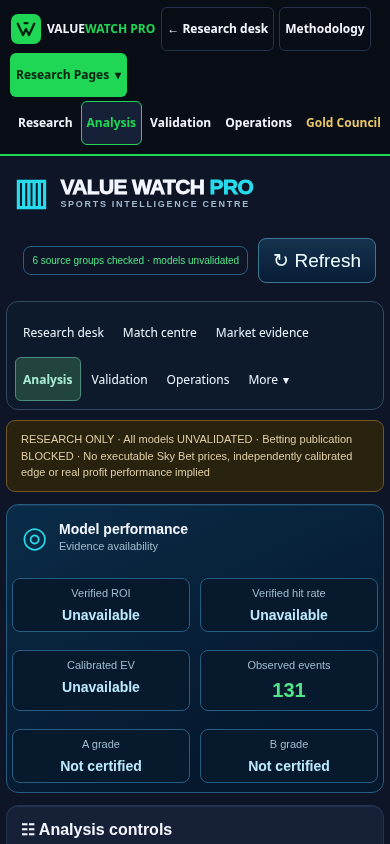 VALUEWATCH PRO
← Research desk
Methodology
Research Pages ▾
Research
Analysis
Validation
Operations
Gold Council
VALUE WATCH PRO
SPORTS INTELLIGENCE CENTRE
6 source groups checked · models unvalidated
↻ Refresh
Research desk
Match centre
Market evidence
Analysis
Validation
Operations
More ▾
RESEARCH ONLY · All models UNVALIDATED · Betting publication
BLOCKED · No executable Sky Bet prices, independently calibrated
edge or real profit performance implied
Model performance
Evidence availability
Verified ROI
Unavailable
Verified hit rate
Unavailable
Calibrated EV
Unavailable
Observed events
131
A grade
Not certified
B grade
Not certified
Analysis controls